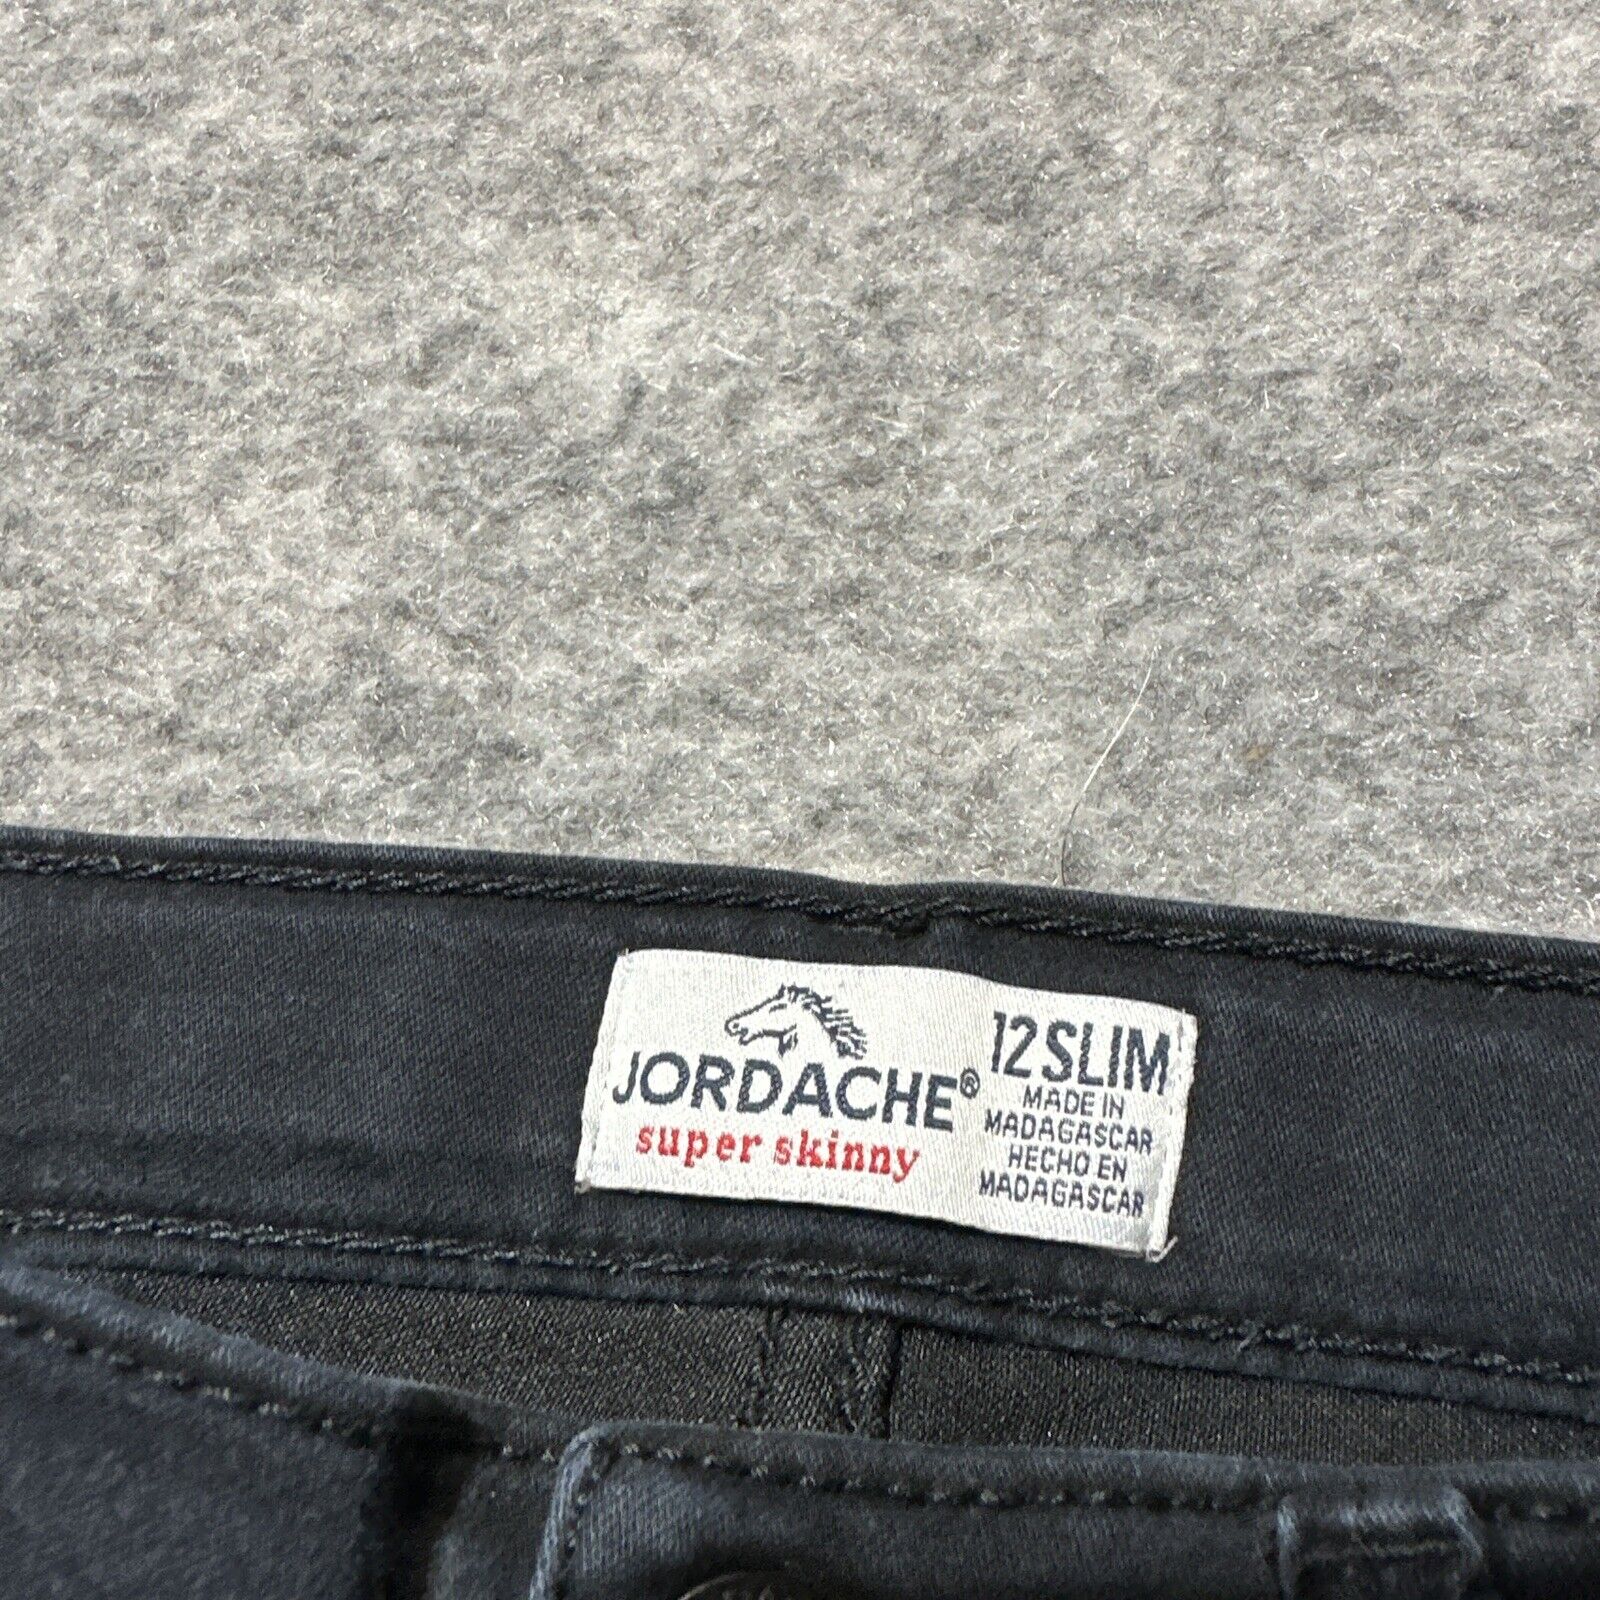 JORDACHE®
super skinny
12 SLIM
MADE IN
MADAGASCAR
HECHO EN
MADAGASCAR